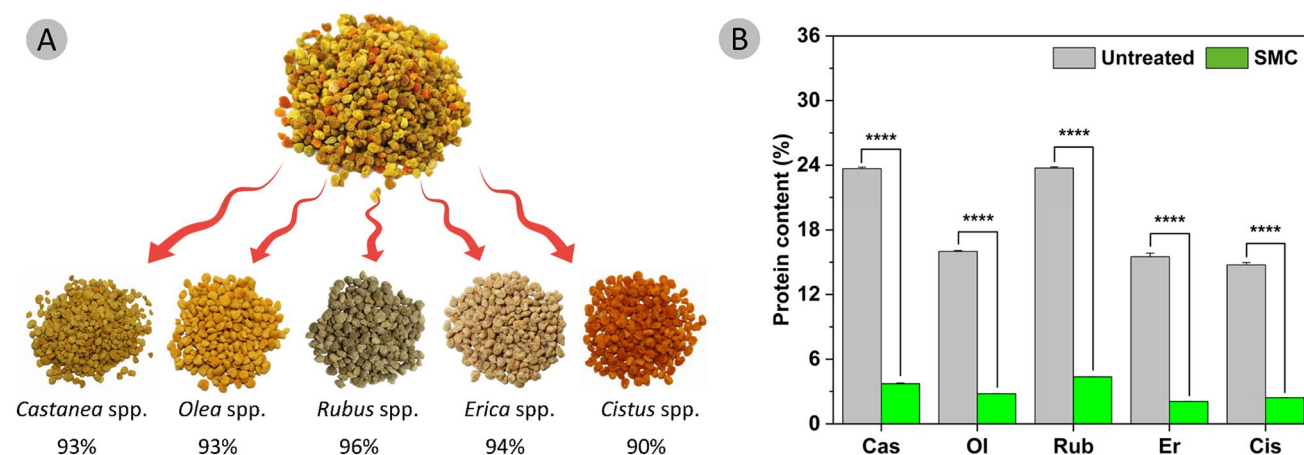 A
Castanea spp.
Olea spp.
Rubus spp.
Erica spp.
Cistus spp.
93%
93%
96%
94%
90%
B
Untreated
SMC
Protein content (%)
36
30
24
18
12
6
0
****
****
****
****
****
Cas
Ol
Rub
Er
Cis